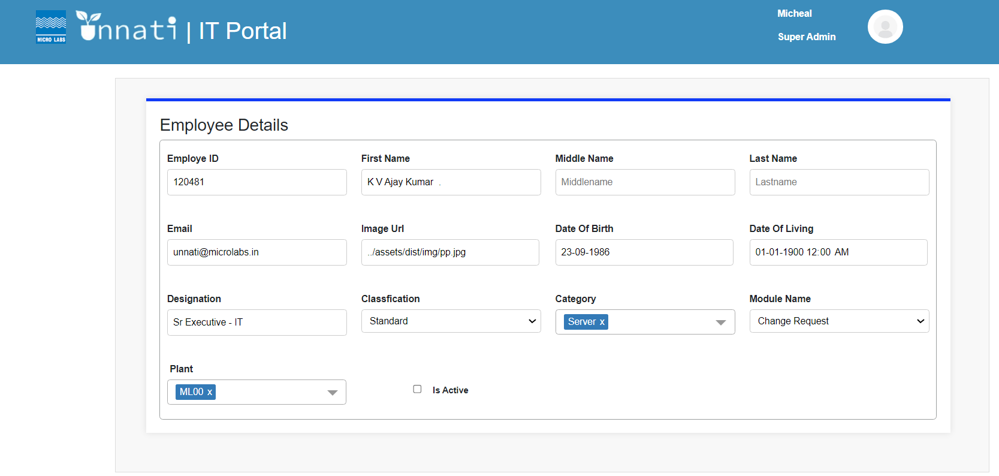 MICRO LABS
Unnati | IT Portal
Micheal
Super Admin
Employee Details
Employe ID
First Name
Middle Name
Last Name
120481
K V Ajay Kumar  .
Middlename
Lastname
Email
Image Url
Date Of Birth
Date Of Living
unnati@microlabs.in
../assets/dist/img/pp.jpg
23-09-1986
01-01-1900 12:00 AM
Designation
Classfication
Category
Module Name
Sr Executive - IT
Standard
Server x
Change Request
Plant
ML00 x
Is Active